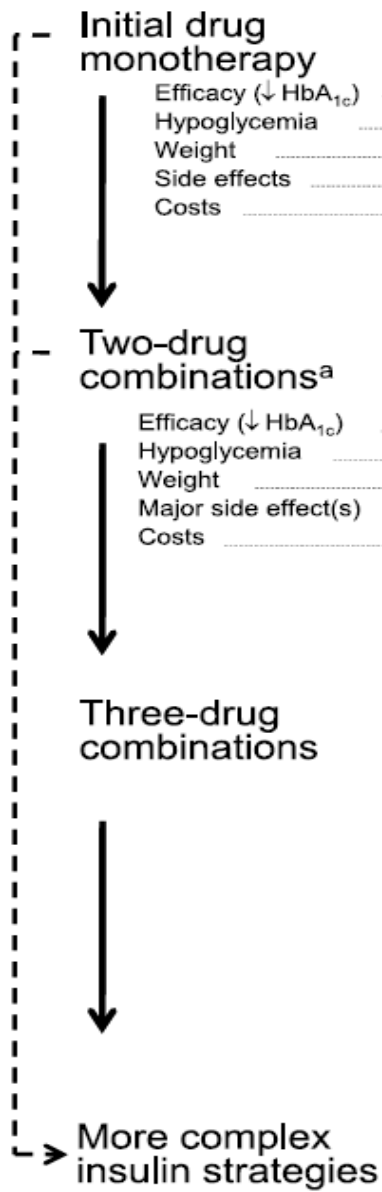 Initial drug
monotherapy
Efficacy (↓ HbA1c)
Hypoglycemia
Weight
Side effects
Costs
Two-drug
combinationsᵃ
Efficacy (↓ HbA1c)
Hypoglycemia
Weight
Major side effect(s)
Costs
Three-drug
combinations
More complex
insulin strategies